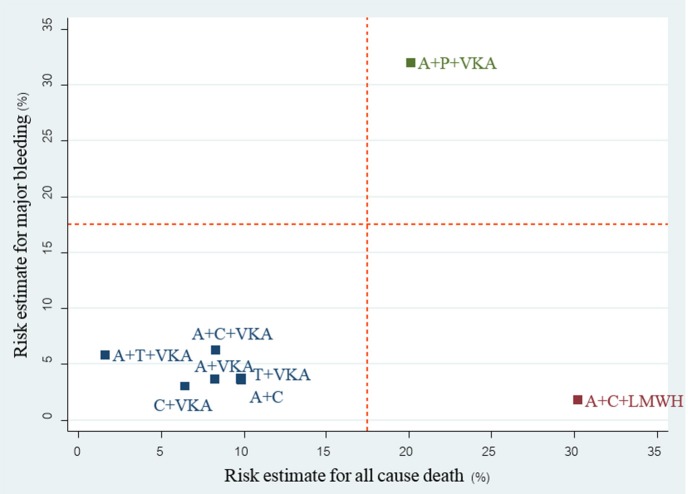 35
30
25
20
15
10
5
0
Risk estimate for major bleeding (%)
A+P+VKA
A+C+VKA
A+T+VKA
A+VKA
T+VKA
A+C
C+VKA
A+C+LMWH
0 5 10 15 20 25 30 35
Risk estimate for all cause death (%)